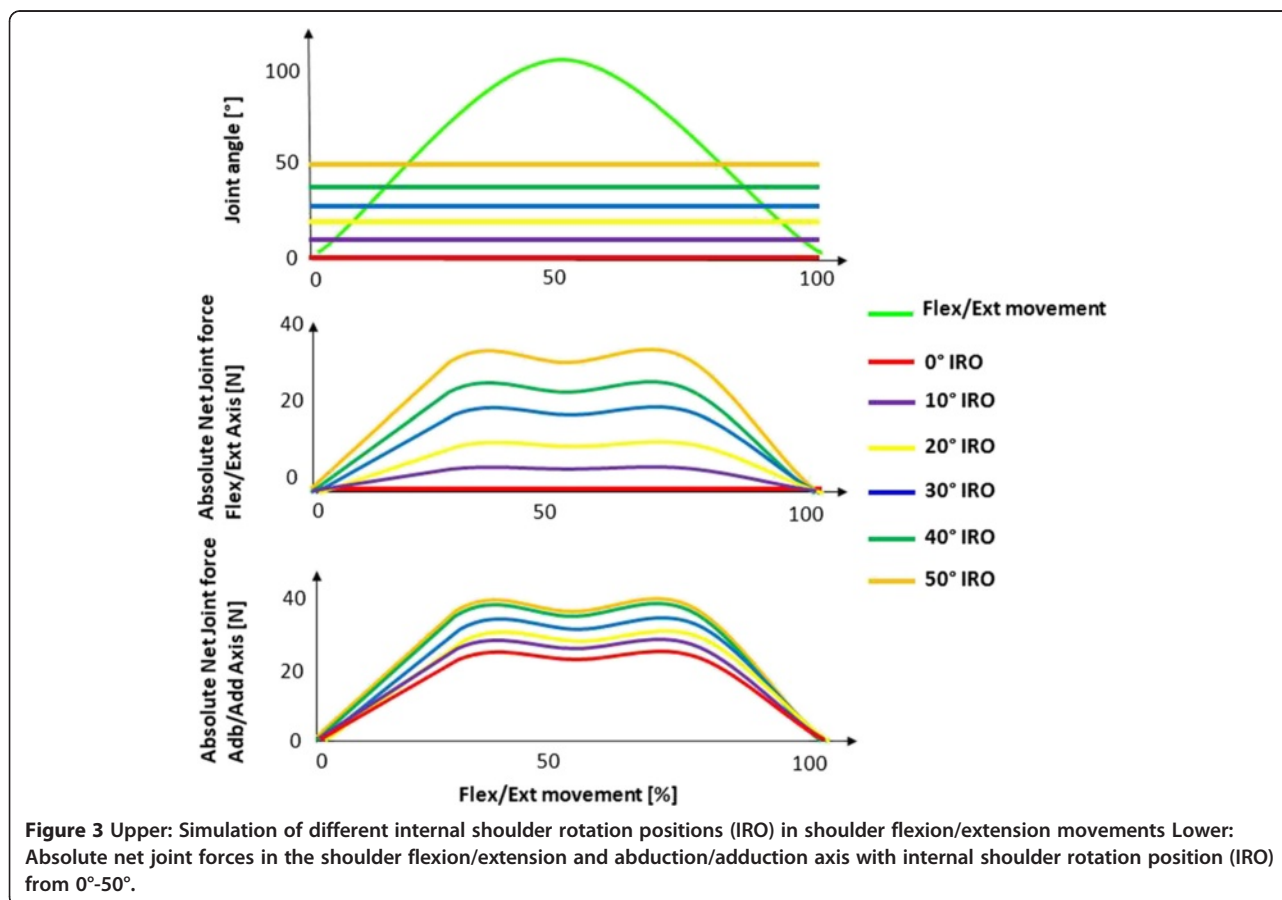 100
50
0
Joint angle [°]
0
50
100
40
20
0
Absolute Net Joint force
Flex/Ext Axis [N]
0
50
100
40
20
0
Absolute Net Joint force
Adb/Add Axis [N]
0
50
100
Flex/Ext movement [%]
Flex/Ext movement
0° IRO
10° IRO
20° IRO
30° IRO
40° IRO
50° IRO
Figure 3 Upper: Simulation of different internal shoulder rotation positions (IRO) in shoulder flexion/extension movements Lower:
Absolute net joint forces in the shoulder flexion/extension and abduction/adduction axis with internal shoulder rotation position (IRO)
from 0°-50°.